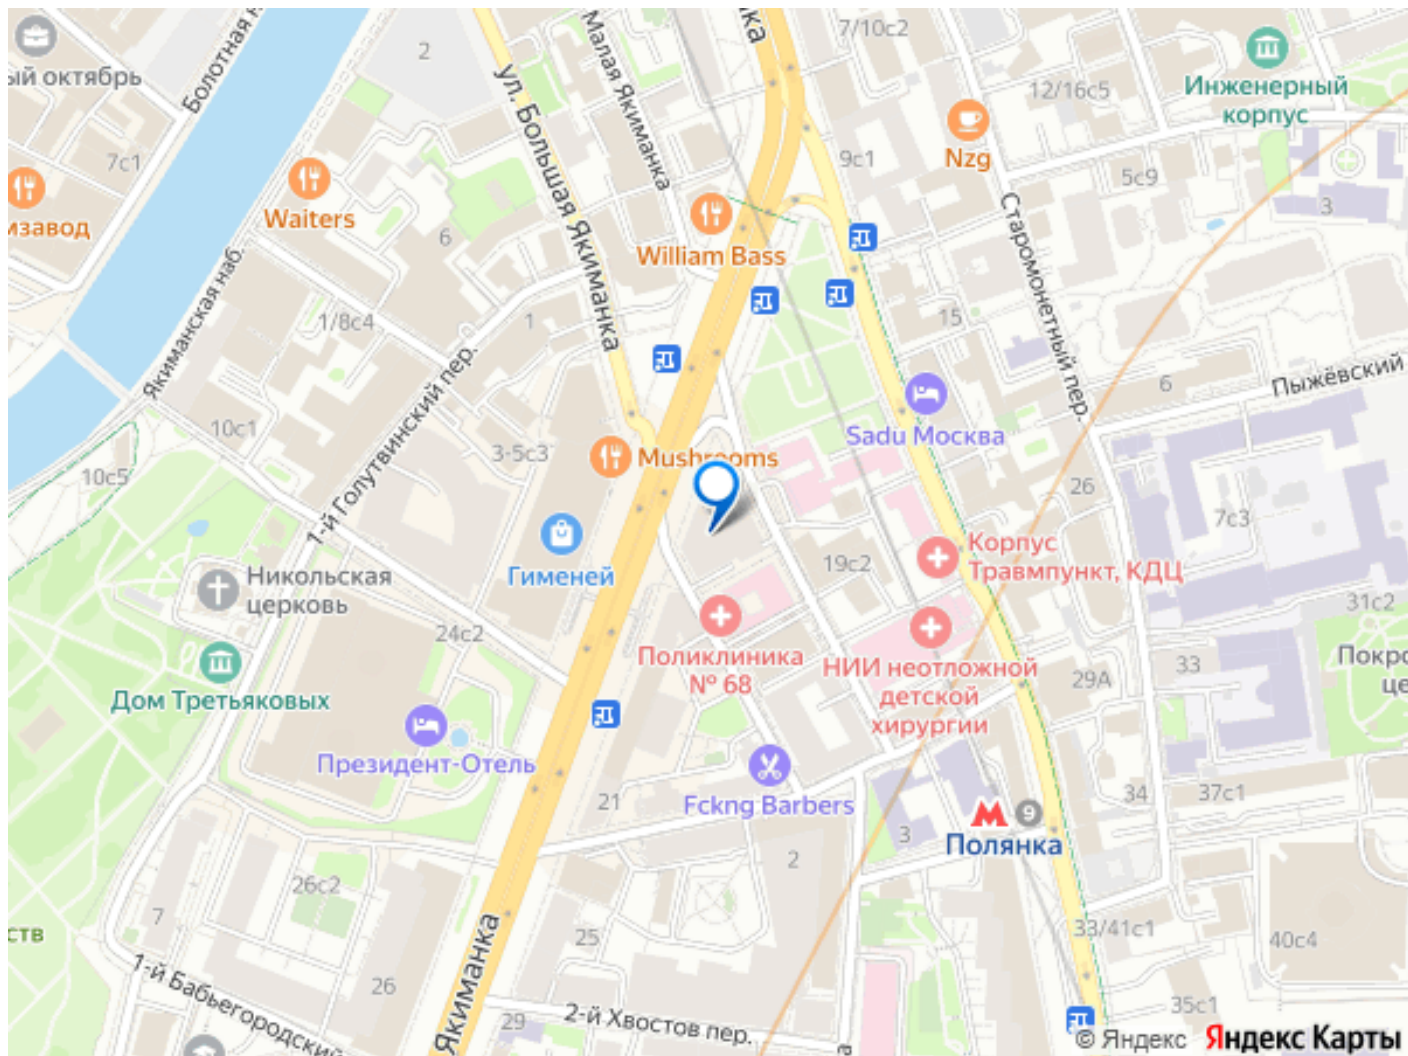 ый октябрь
Болотная н
2
7с1
мзавод
Waiters
6
ул. Большая Якиманка
Малая Якиманка
нка
7/10с2
12/16с5
Инженерный
корпус
Nzg
9с1
5с9
3
William Bass
Старомонетный пер.
Якиманская наб.
1/8с4
1
15
6
Пыжёвский
10с1
10с5
1-й Голутвинский пер.
3-5с3
Mushrooms
Sadu Москва
26
7с3
Гименей
19с2
Корпус
Травмпункт, КДЦ
Никольская
церковь
31с2
24с2
Поликлиника
№ 68
НИИ неотложной
детской
хирургии
29А
33
Покро
це
Дом Третьяковых
Президент-Отель
21
Fckng Barbers
34
37с1
9
3
Полянка
2
26с2
7
ств
25
33/41с1
40с4
1-й Бабьегородский
26
Якиманка
29
2-й Хвостов пер.
35с1
а
© Яндекс
Яндекс Карты